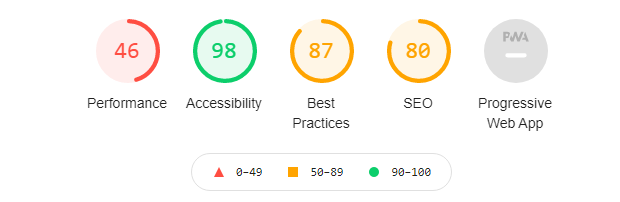 46 98 87 80 PWA
Performance Accessibility Best Practices SEO Progressive Web App
0–49 50–89 90–100